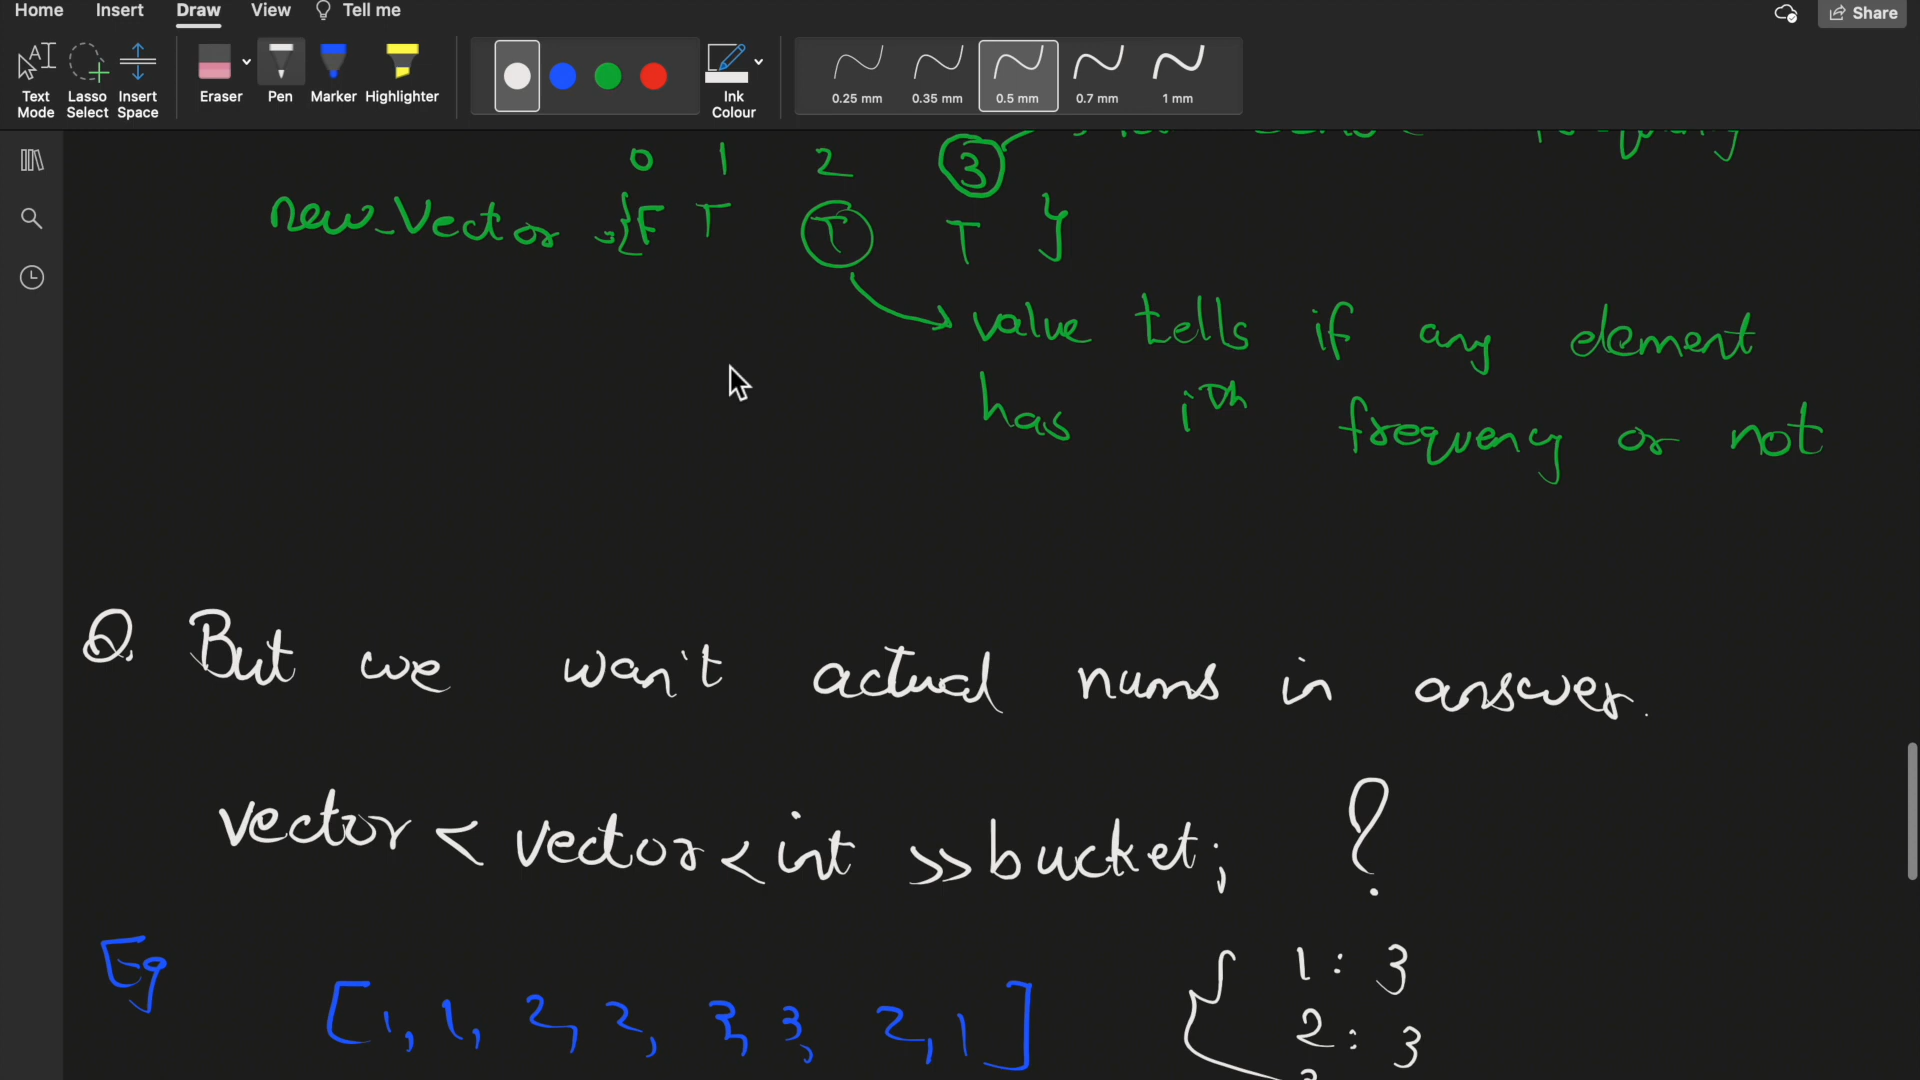 Home Insert Draw View Tell me Share
Text Mode Lasso Select Insert Space Eraser Pen Marker Highlighter Ink Colour 0.25 mm 0.35 mm 0.5 mm 0.7 mm 1 mm
0 1 2 3
new_Vector = {F T T T }
value tells if any element
has ith frequency or not
Q. But we wan't actual nums in answer.
vector < vector < int >> bucket; ?
Eg
[1, 1, 2, 2, 3, 3, 2, 1]
{ 1 : 3
2 : 3